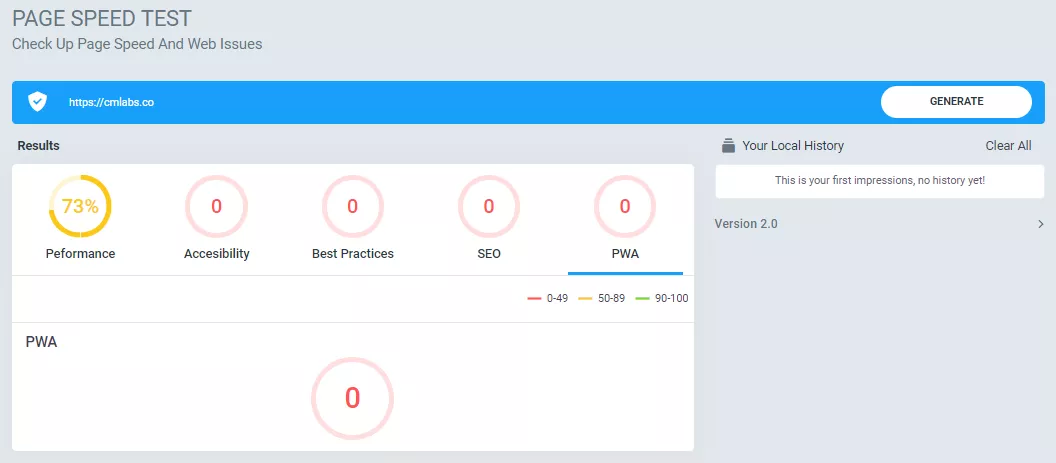 PAGE SPEED TEST
Check Up Page Speed And Web Issues
https://cmlabs.co
GENERATE
Results
73%
0
0
0
0
Peformance
Accesibility
Best Practices
SEO
PWA
0-49
50-89
90-100
PWA
0
Your Local History
Clear All
This is your first impressions, no history yet!
Version 2.0